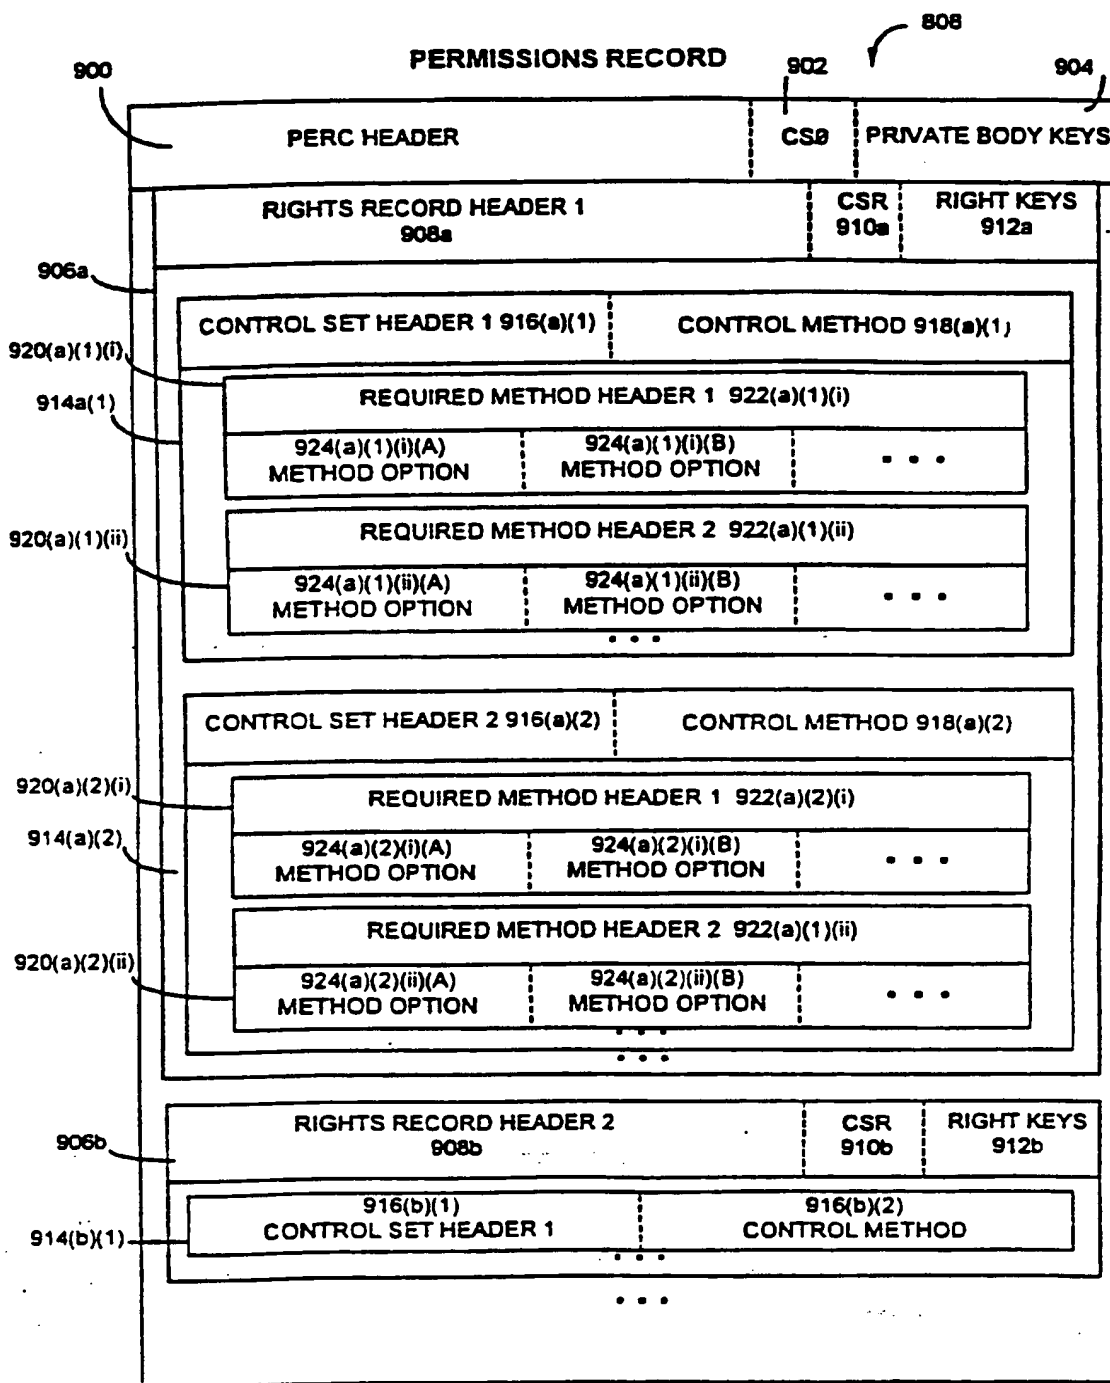 808
PERMISSIONS RECORD
900
902
904
PERC HEADER
CS0
PRIVATE BODY KEYS
RIGHTS RECORD HEADER 1
908a
CSR
910a
RIGHT KEYS
912a
906a
CONTROL SET HEADER 1 916(a)(1)
CONTROL METHOD 918(a)(1)
920(a)(1)(i)
REQUIRED METHOD HEADER 1 922(a)(1)(i)
914a(1)
924(a)(1)(i)(A)
METHOD OPTION
924(a)(1)(i)(B)
METHOD OPTION
• • •
REQUIRED METHOD HEADER 2 922(a)(1)(ii)
920(a)(1)(ii)
924(a)(1)(ii)(A)
METHOD OPTION
924(a)(1)(ii)(B)
METHOD OPTION
• • •
• • •
CONTROL SET HEADER 2 916(a)(2)
CONTROL METHOD 918(a)(2)
920(a)(2)(i)
REQUIRED METHOD HEADER 1 922(a)(2)(i)
914(a)(2)
924(a)(2)(i)(A)
METHOD OPTION
924(a)(2)(i)(B)
METHOD OPTION
• • •
REQUIRED METHOD HEADER 2 922(a)(1)(ii)
920(a)(2)(ii)
924(a)(2)(ii)(A)
METHOD OPTION
924(a)(2)(ii)(B)
METHOD OPTION
• • •
• • •
• • •
RIGHTS RECORD HEADER 2
908b
CSR
910b
RIGHT KEYS
912b
906b
916(b)(1)
CONTROL SET HEADER 1
916(b)(2)
CONTROL METHOD
914(b)(1)
• • •
• • •